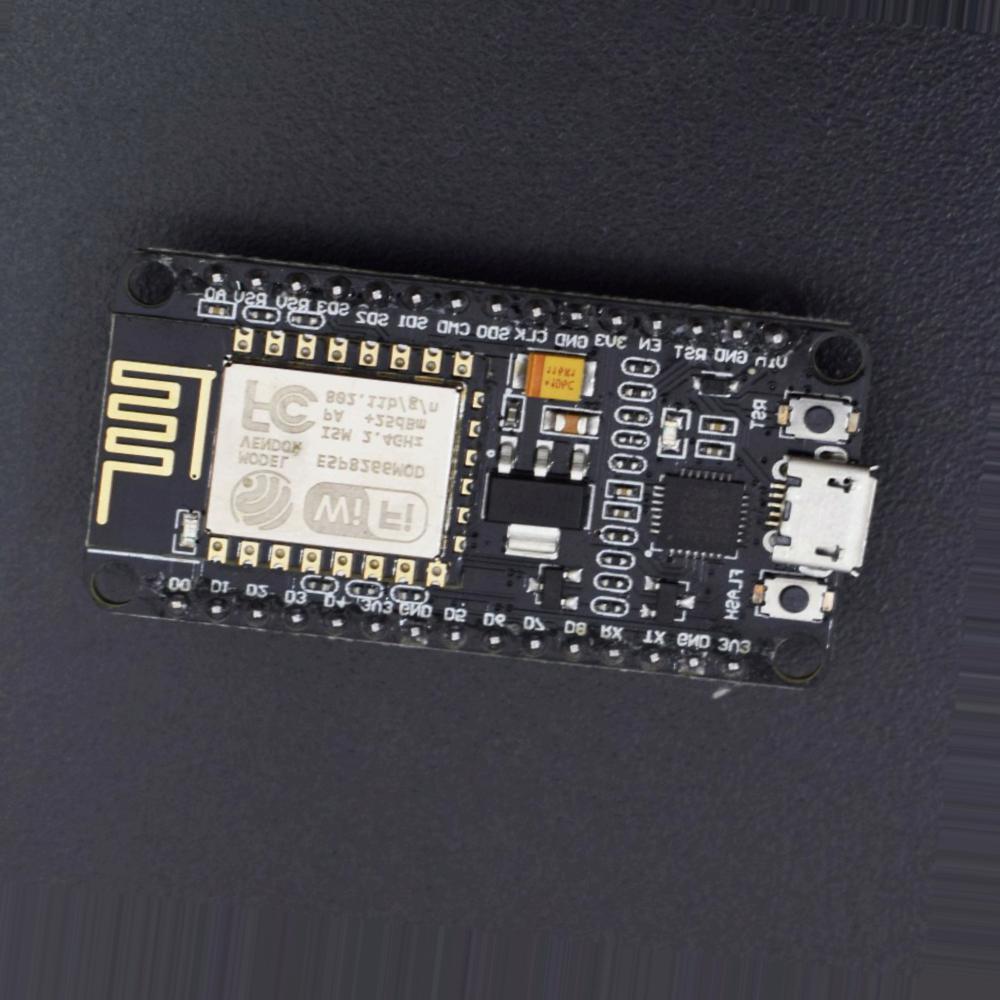 A0 RSV RSV SD3 SD2 SD1 CMD SD0 CLK GND 3V3 EN RST GND VIN
RST
FC
802.11b/g/n
PA +25dBm
ISM 2.4GHz
VENDOR
MODEL ESP8266MOD
WiFi
FLASH
D0 D1 D2 D3 D4 3V3 GND D5 D6 D7 D8 RX TX GND 3V3